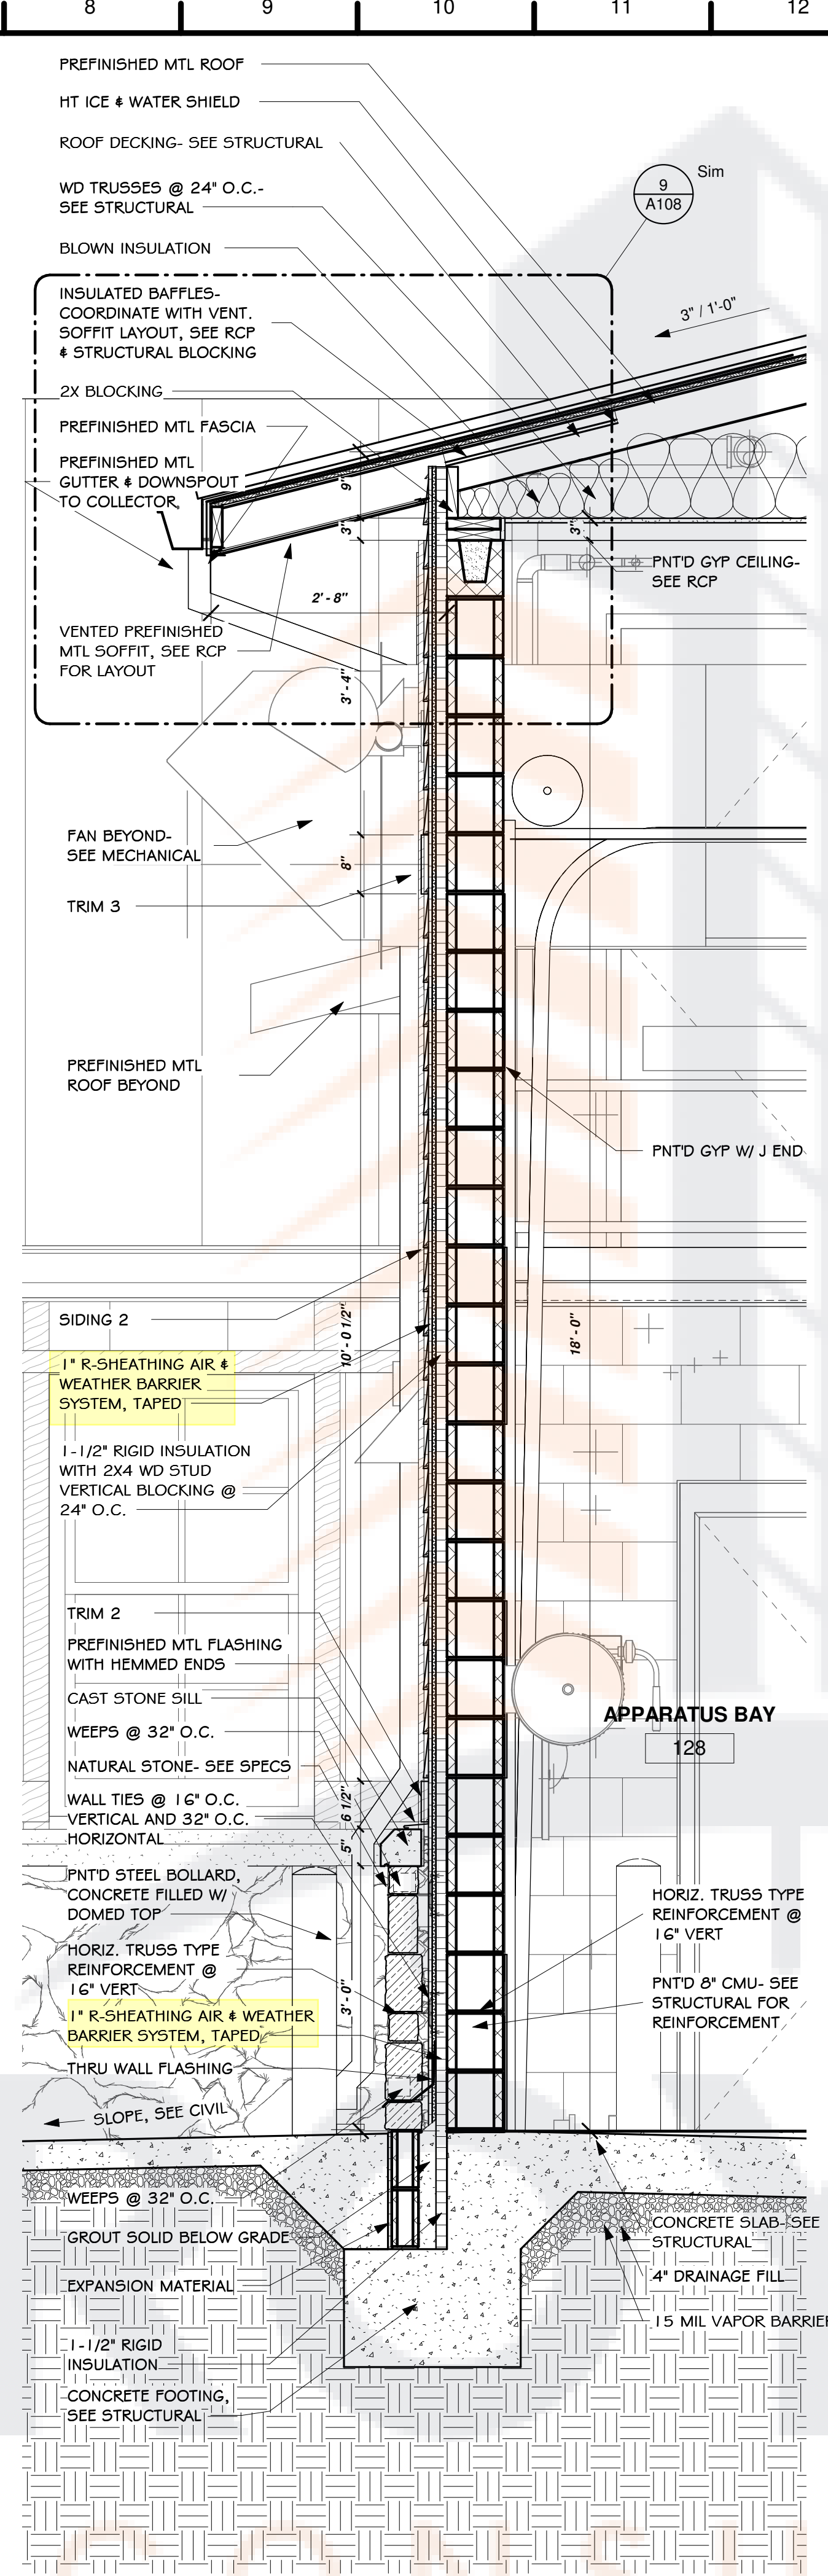 8 9 10 11 12
PREFINISHED MTL ROOF
HT ICE & WATER SHIELD
ROOF DECKING- SEE STRUCTURAL
WD TRUSSES @ 24" O.C.-
SEE STRUCTURAL
BLOWN INSULATION
9
A108
Sim
INSULATED BAFFLES-
COORDINATE WITH VENT.
SOFFIT LAYOUT, SEE RCP
& STRUCTURAL BLOCKING
3" / 1'-0"
2X BLOCKING
PREFINISHED MTL FASCIA
PREFINISHED MTL
GUTTER & DOWNSPOUT
TO COLLECTOR,
9"
3"
3"
PNT'D GYP CEILING-
SEE RCP
2' - 8"
VENTED PREFINISHED
MTL SOFFIT, SEE RCP
FOR LAYOUT
3' - 4"
FAN BEYOND-
SEE MECHANICAL
8"
TRIM 3
PREFINISHED MTL
ROOF BEYOND
PNT'D GYP W/ J END
SIDING 2
10' - 0 1/2"
18' - 0"
1" R-SHEATHING AIR &
WEATHER BARRIER
SYSTEM, TAPED
1-1/2" RIGID INSULATION
WITH 2X4 WD STUD
VERTICAL BLOCKING @
24" O.C.
TRIM 2
PREFINISHED MTL FLASHING
WITH HEMMED ENDS
CAST STONE SILL
WEEPS @ 32" O.C.
NATURAL STONE- SEE SPECS
WALL TIES @ 16" O.C.
VERTICAL AND 32" O.C.
HORIZONTAL
6 1/2"
5"
APPARATUS BAY
128
PNT'D STEEL BOLLARD,
CONCRETE FILLED W/
DOMED TOP
HORIZ. TRUSS TYPE
REINFORCEMENT @
16" VERT
3' - 0"
HORIZ. TRUSS TYPE
REINFORCEMENT @
16" VERT
PNT'D 8" CMU- SEE
STRUCTURAL FOR
REINFORCEMENT
1" R-SHEATHING AIR & WEATHER
BARRIER SYSTEM, TAPED
THRU WALL FLASHING
SLOPE, SEE CIVIL
WEEPS @ 32" O.C.
GROUT SOLID BELOW GRADE
EXPANSION MATERIAL
1-1/2" RIGID
INSULATION
CONCRETE FOOTING,
SEE STRUCTURAL
CONCRETE SLAB- SEE
STRUCTURAL
4" DRAINAGE FILL
15 MIL VAPOR BARRIER